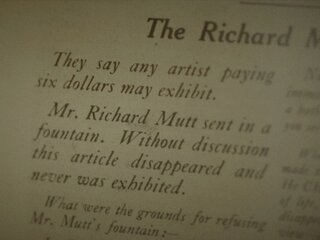 The Richard
They say any artist paying
six dollars may exhibit.
Mr. Richard Mutt sent in a
fountain. Without discussion
this article disappeared and
never was exhibited.
What were the grounds for refusing
Mr. Mutt's fountain:—